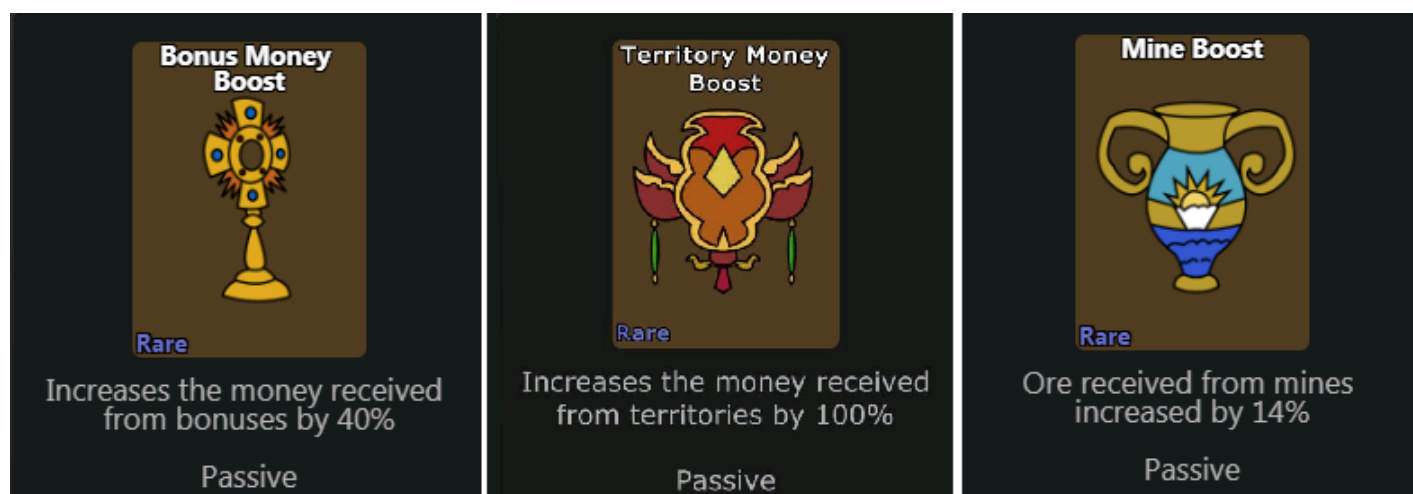 Bonus Money
Boost
Rare
Increases the money received
from bonuses by 40%
Passive
Territory Money
Boost
Rare
Increases the money received
from territories by 100%
Passive
Mine Boost
Rare
Ore received from mines
increased by 14%
Passive